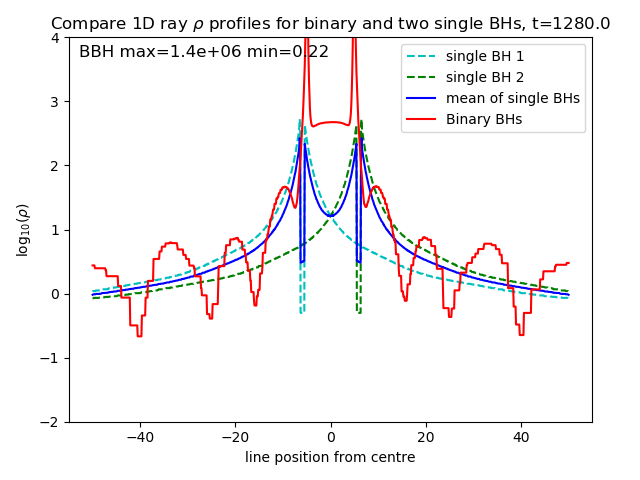 Compare 1D ray ρ profiles for binary and two single BHs, t=1280.0
BBH max=1.4e+06 min=0.22
single BH 1
single BH 2
mean of single BHs
Binary BHs
4
3
2
1
0
−1
−2
log10(ρ)
−40 −20 0 20 40
line position from centre